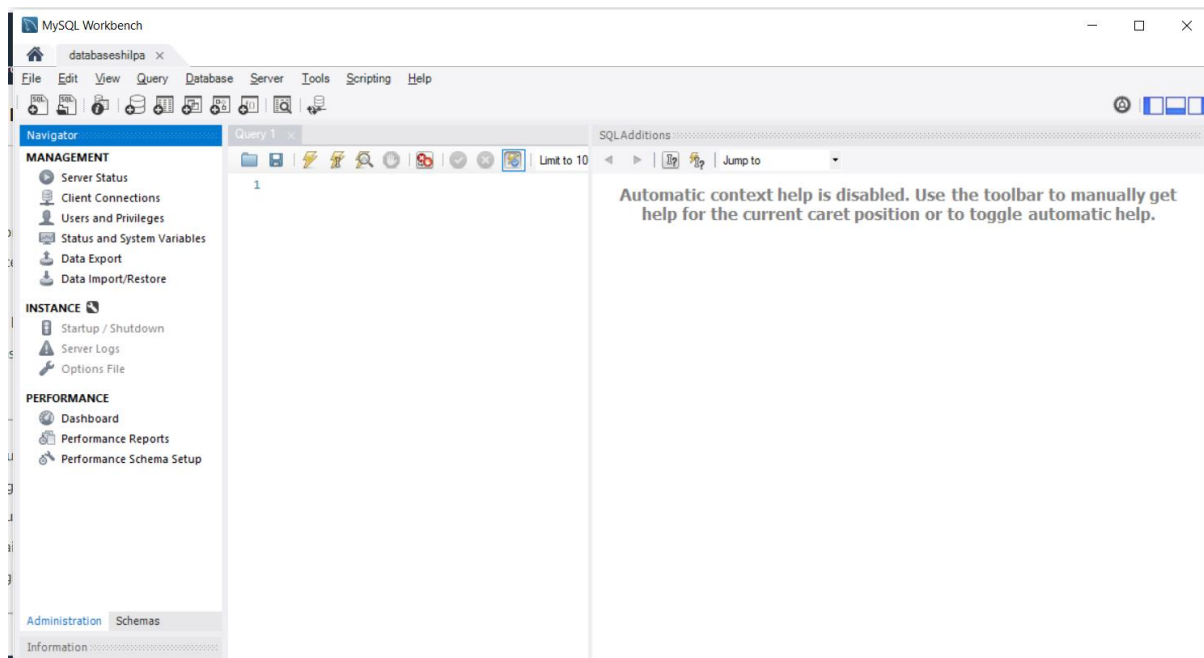 MySQL Workbench
databaseshilpa
File Edit View Query Database Server Tools Scripting Help
Navigator
MANAGEMENT
Server Status
Client Connections
Users and Privileges
Status and System Variables
Data Export
Data Import/Restore
INSTANCE
Startup / Shutdown
Server Logs
Options File
PERFORMANCE
Dashboard
Performance Reports
Performance Schema Setup
Administration Schemas
Information
Query 1
Limit to 10
1
SQLAdditions
Jump to
Automatic context help is disabled. Use the toolbar to manually get
help for the current caret position or to toggle automatic help.